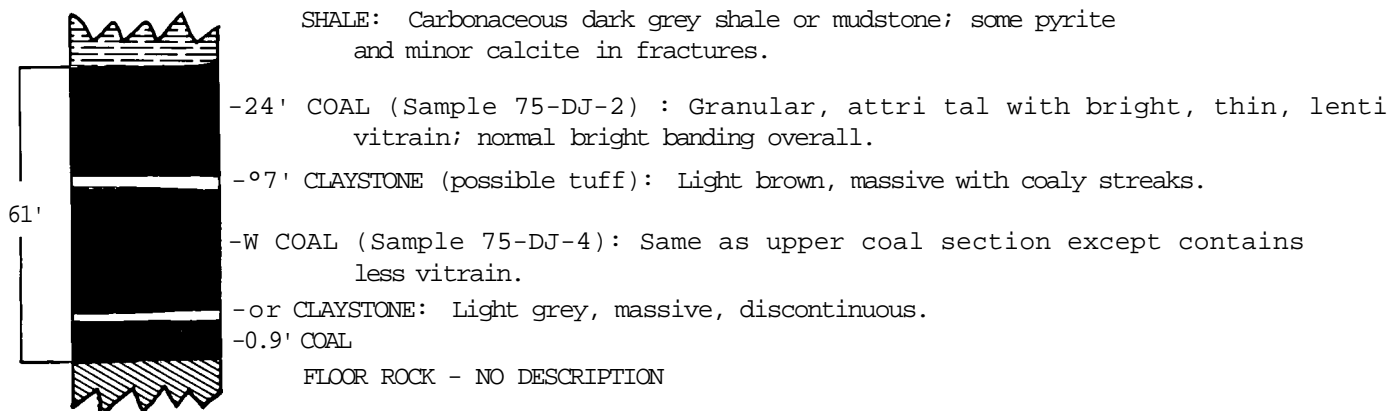 SHALE: Carbonaceous dark grey shale or mudstone; some pyrite
and minor calcite in fractures.
-24' COAL (Sample 75-DJ-2) : Granular, attri tal with bright, thin, lenti
vitrain; normal bright banding overall.
-°7' CLAYSTONE (possible tuff): Light brown, massive with coaly streaks.
61'
-W COAL (Sample 75-DJ-4): Same as upper coal section except contains
less vitrain.
-or CLAYSTONE: Light grey, massive, discontinuous.
-0.9' COAL
FLOOR ROCK - NO DESCRIPTION